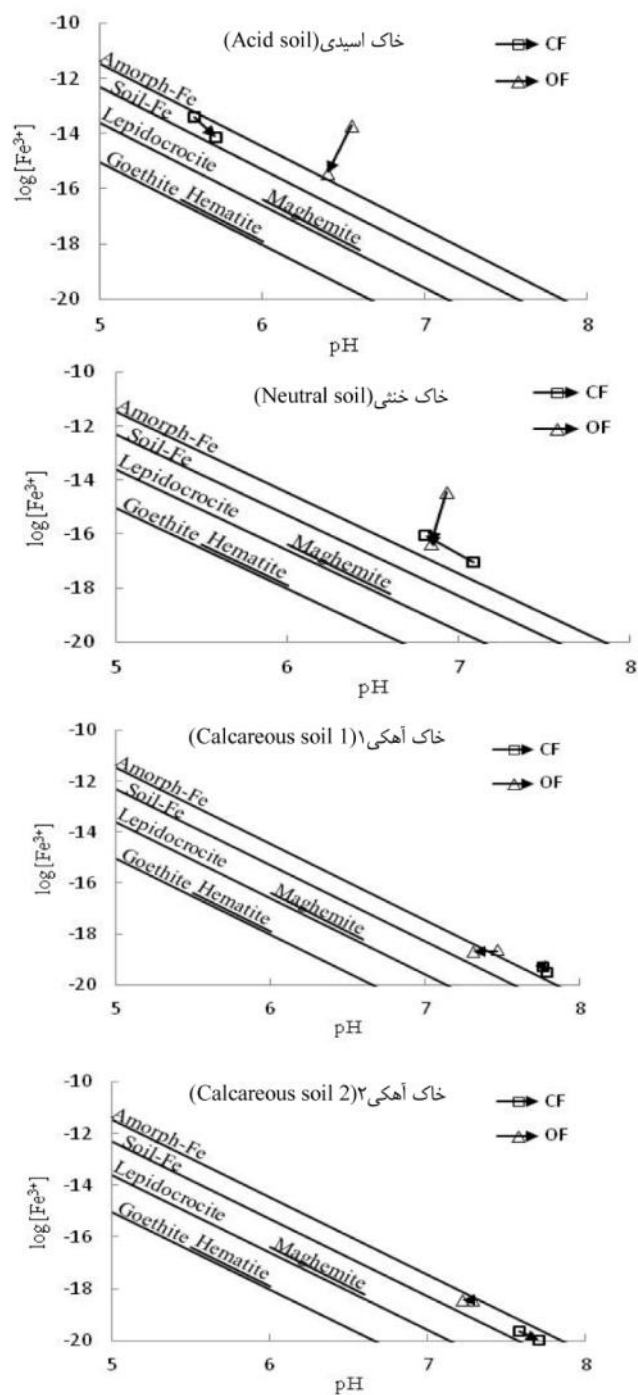 خاک اسیدی(Acid soil)
CF
OF
-10
-12
-14
-16
-18
-20
log[Fe³⁺]
Amorph-Fe
Soil-Fe
Lepidocrocite
Goethite Hematite
Maghemite
5 6 7 8
pH
خاک خنثی(Neutral soil)
CF
OF
-10
-12
-14
-16
-18
-20
log[Fe³⁺]
Amorph-Fe
Soil-Fe
Lepidocrocite
Goethite Hematite
Maghemite
5 6 7 8
pH
خاک آهکی۱(Calcareous soil 1)
CF
OF
-10
-12
-14
-16
-18
-20
log[Fe³⁺]
Amorph-Fe
Soil-Fe
Lepidocrocite
Goethite Hematite
Maghemite
5 6 7 8
pH
خاک آهکی۲(Calcareous soil 2)
CF
OF
-10
-12
-14
-16
-18
-20
log[Fe³⁺]
Amorph-Fe
Soil-Fe
Lepidocrocite
Goethite Hematite
Maghemite
5 6 7 8
pH